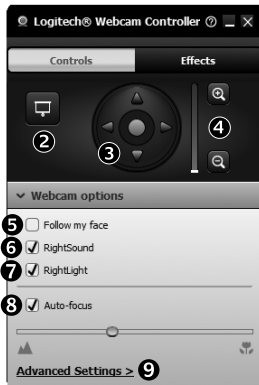 Logitech® Webcam Controller
Controls Effects
2
3
4
Webcam options
5 Follow my face
6 RightSound
7 RightLight
8 Auto-focus
Advanced Settings > 9